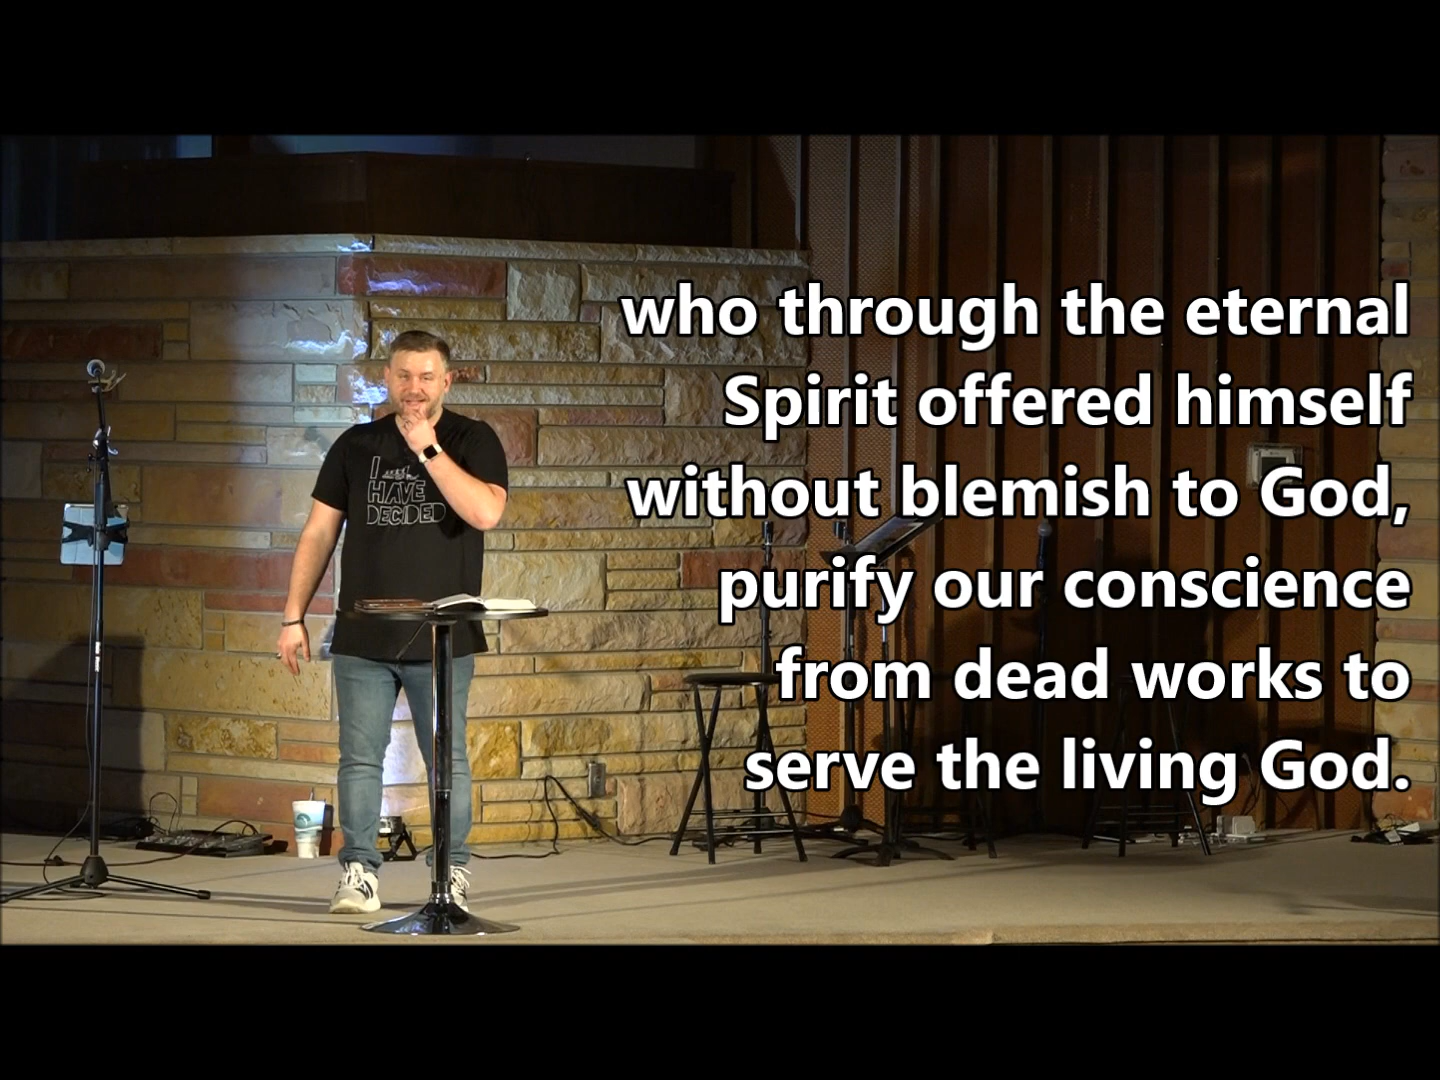 who through the eternal
Spirit offered himself
without blemish to God,
purify our conscience
from dead works to
serve the living God.
I
HAVE
DECIDED